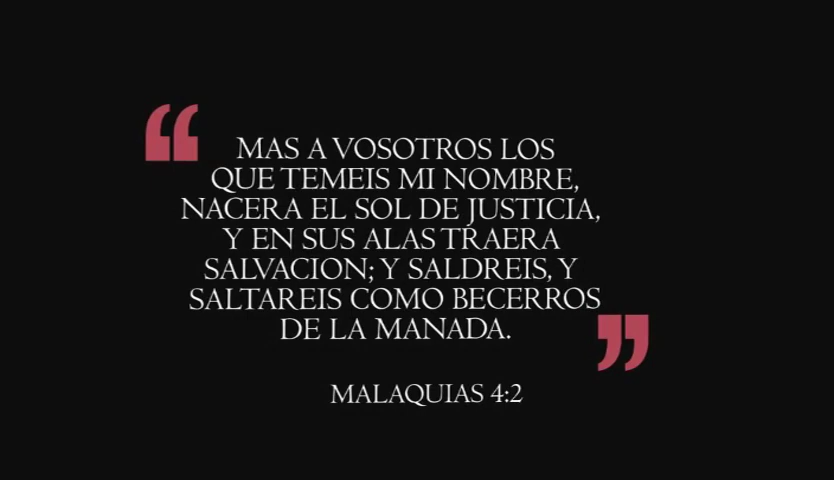 “ MAS A VOSOTROS LOS
QUE TEMEIS MI NOMBRE,
NACERA EL SOL DE JUSTICIA,
Y EN SUS ALAS TRAERA
SALVACION; Y SALDREIS, Y
SALTAREIS COMO BECERROS
DE LA MANADA. ”
MALAQUIAS 4:2